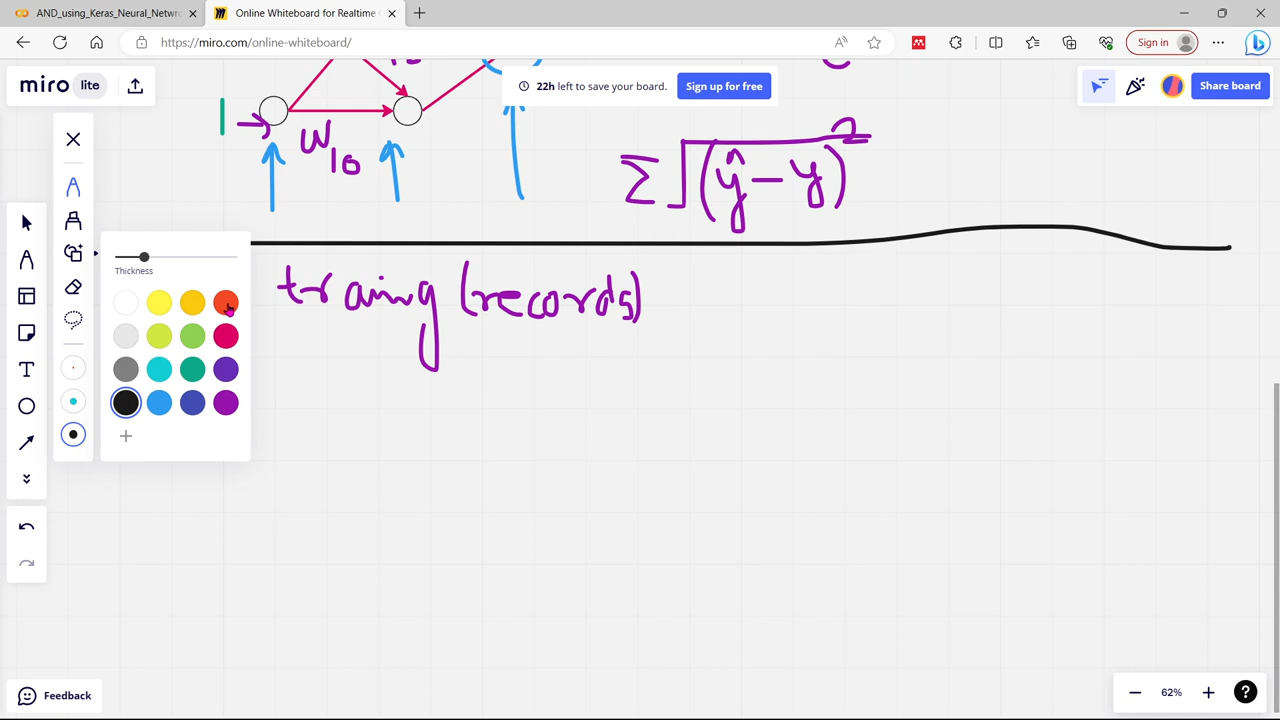 AND_using_Keras_Neural_Netwr
Online Whiteboard for Realtime
https://miro.com/online-whiteboard/
Sign in
miro lite
22h left to save your board.
Sign up for free
Share board
w10
Σ√(ŷ-y)²
Thickness
traing (records)
T
Feedback
62%
?